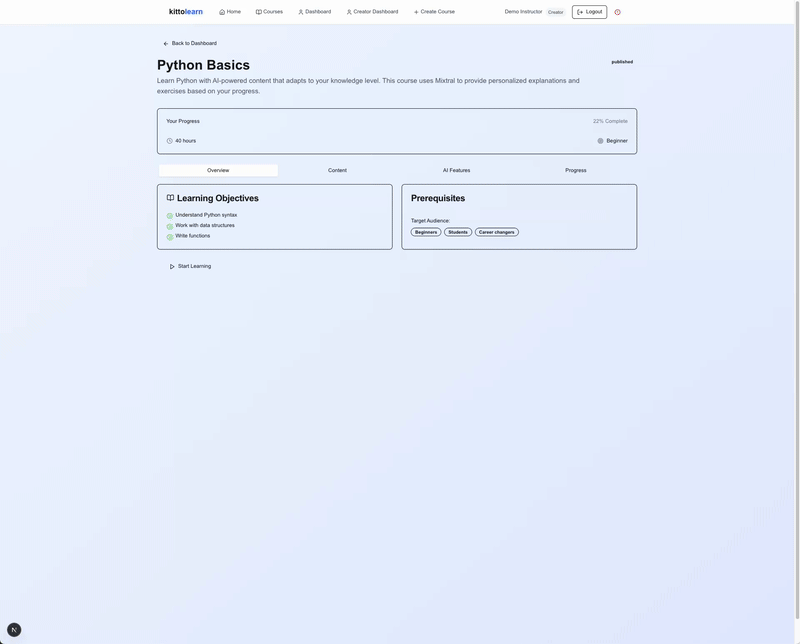 kittolearn Home Courses Dashboard Creator Dashboard Create Course Demo Instructor Creator Logout
Back to Dashboard
Python Basics
published
Learn Python with AI-powered content that adapts to your knowledge level. This course uses Mixtral to provide personalized explanations and
exercises based on your progress.
Your Progress 22% Complete
40 hours Beginner
Overview Content AI Features Progress
Learning Objectives
Understand Python syntax
Work with data structures
Write functions
Prerequisites
Target Audience:
Beginners Students Career changers
Start Learning
N